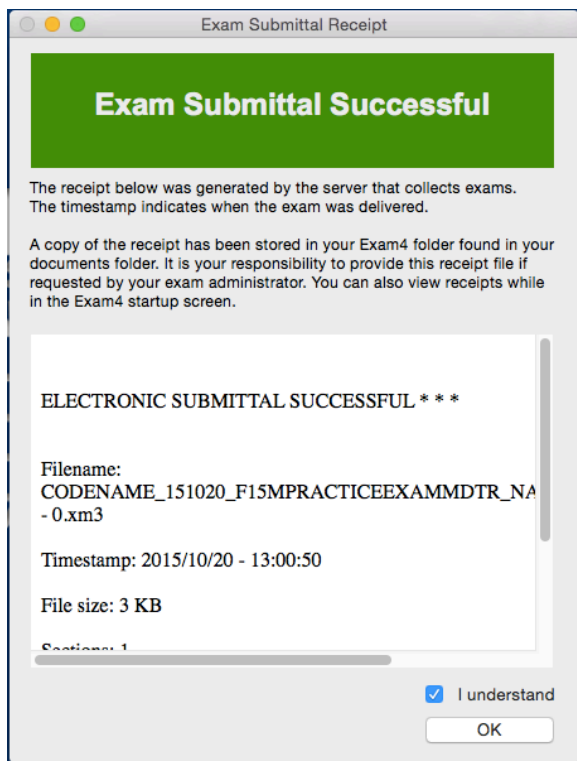 Exam Submittal Receipt
Exam Submittal Successful
The receipt below was generated by the server that collects exams.
The timestamp indicates when the exam was delivered.
A copy of the receipt has been stored in your Exam4 folder found in your
documents folder. It is your responsibility to provide this receipt file if
requested by your exam administrator. You can also view receipts while
in the Exam4 startup screen.
ELECTRONIC SUBMITTAL SUCCESSFUL * * *
Filename:
CODENAME_151020_F15MPRACTICEEXAMMDTR_NA
- 0.xm3
Timestamp: 2015/10/20 - 13:00:50
File size: 3 KB
Sections: 1
I understand
OK